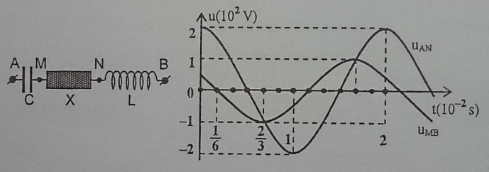 u(10² V)
2
1
0
-1
-2
1/6
2/3
1
2
t(10⁻² s)
u_AN
u_MB
A
M
N
B
C
X
L